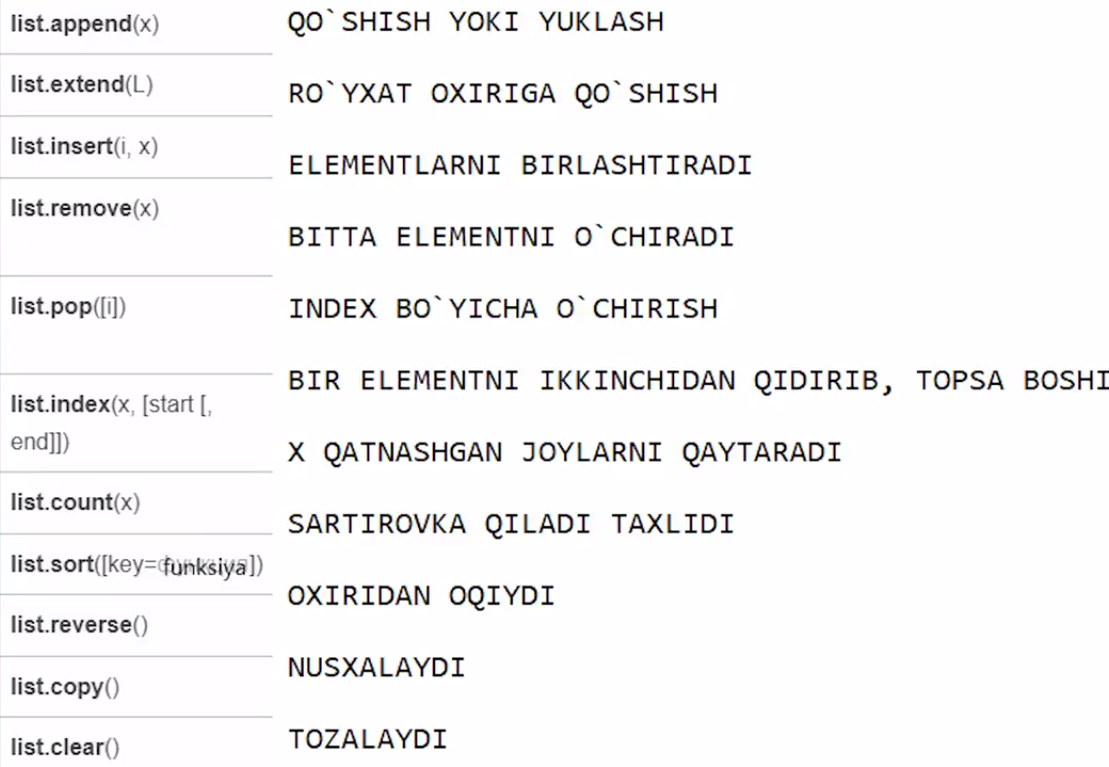 list.append(x)
QO`SHISH YOKI YUKLASH
list.extend(L)
RO`YXAT OXIRIGA QO`SHISH
list.insert(i, x)
ELEMENTLARNI BIRLASHTIRADI
list.remove(x)
BITTA ELEMENTNI O`CHIRADI
list.pop([i])
INDEX BO`YICHA O`CHIRISH
list.index(x, [start [,
end]])
BIR ELEMENTNI IKKINCHIDAN QIDIRIB, TOPSA BOSHI
X QATNASHGAN JOYLARNI QAYTARADI
list.count(x)
SARTIROVKA QILADI TAXLIDI
list.sort([key=funksiya])
OXIRIDAN OQIYDI
list.reverse()
NUSXALAYDI
list.copy()
TOZALAYDI
list.clear()